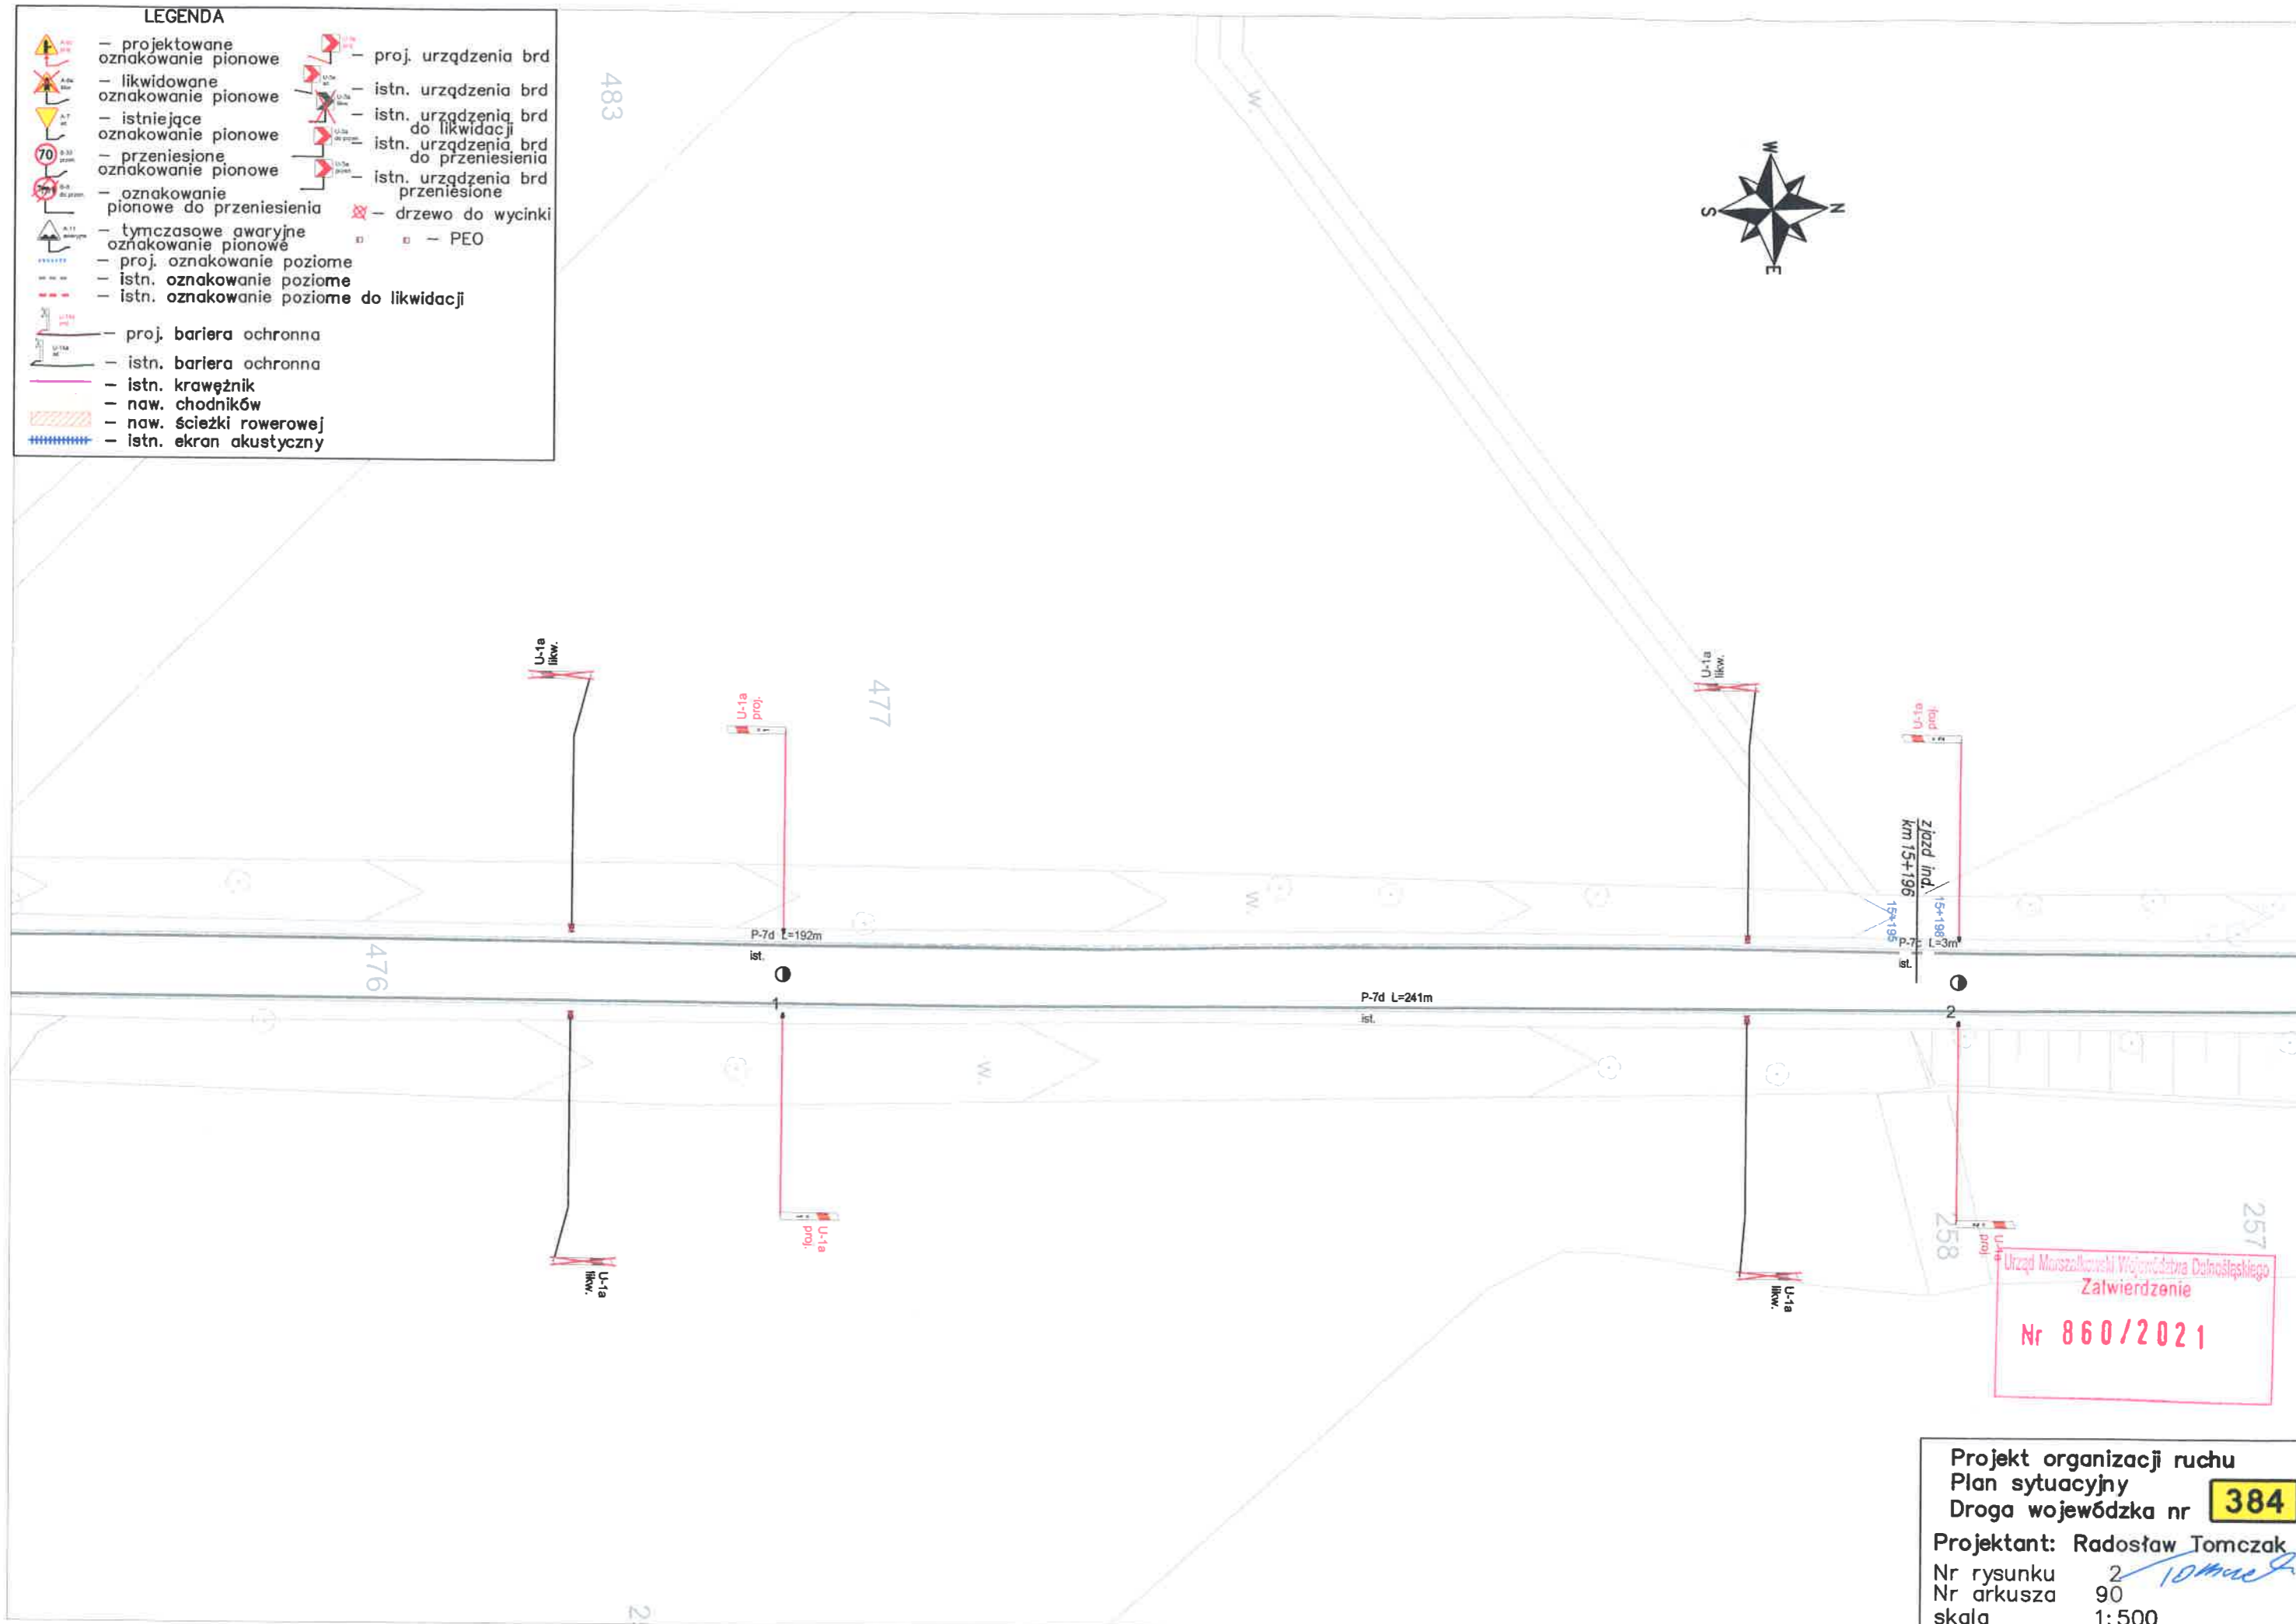 LEGENDA
– projektowane
oznakowanie pionowe
– likwidowane
oznakowanie pionowe
– istniejące
oznakowanie pionowe
70
– przeniesione
oznakowanie pionowe
– oznakowanie
pionowe do przeniesienia
– tymczasowe awaryjne
oznakowanie pionowe
– proj. oznakowanie poziome
– istn. oznakowanie poziome
– istn. oznakowanie poziome do likwidacji
– proj. bariera ochronna
– istn. bariera ochronna
– istn. krawężnik
– naw. chodników
– naw. ścieżki rowerowej
– istn. ekran akustyczny
– proj. urządzenia brd
– istn. urządzenia brd
– istn. urządzenia brd
do likwidacji
– istn. urządzenia brd
do przeniesienia
– istn. urządzenia brd
przeniesione
– drzewo do wycinki
– PEO
483
w.
W
N
S
E
U-1a
likw.
U-1a
proj.
477
U-1a
likw.
U-1a
proj.
zjazd ind.
km 15+196
15+195
15+198
w.
P-7d L=192m
ist.
P-7c L=3m
ist.
476
1
P-7d L=241m
ist.
2
w.
U-1a
proj.
U-1a
likw.
U-1a
likw.
U-1a
proj.
258
257
Urząd Marszałkowski Województwa Dolnośląskiego
Zatwierdzenie
Nr 860/2021
Projekt organizacji ruchu
Plan sytuacyjny
Droga wojewódzka nr 384
Projektant: Radosław Tomczak
Nr rysunku 2
Nr arkusza 90
skala 1:500